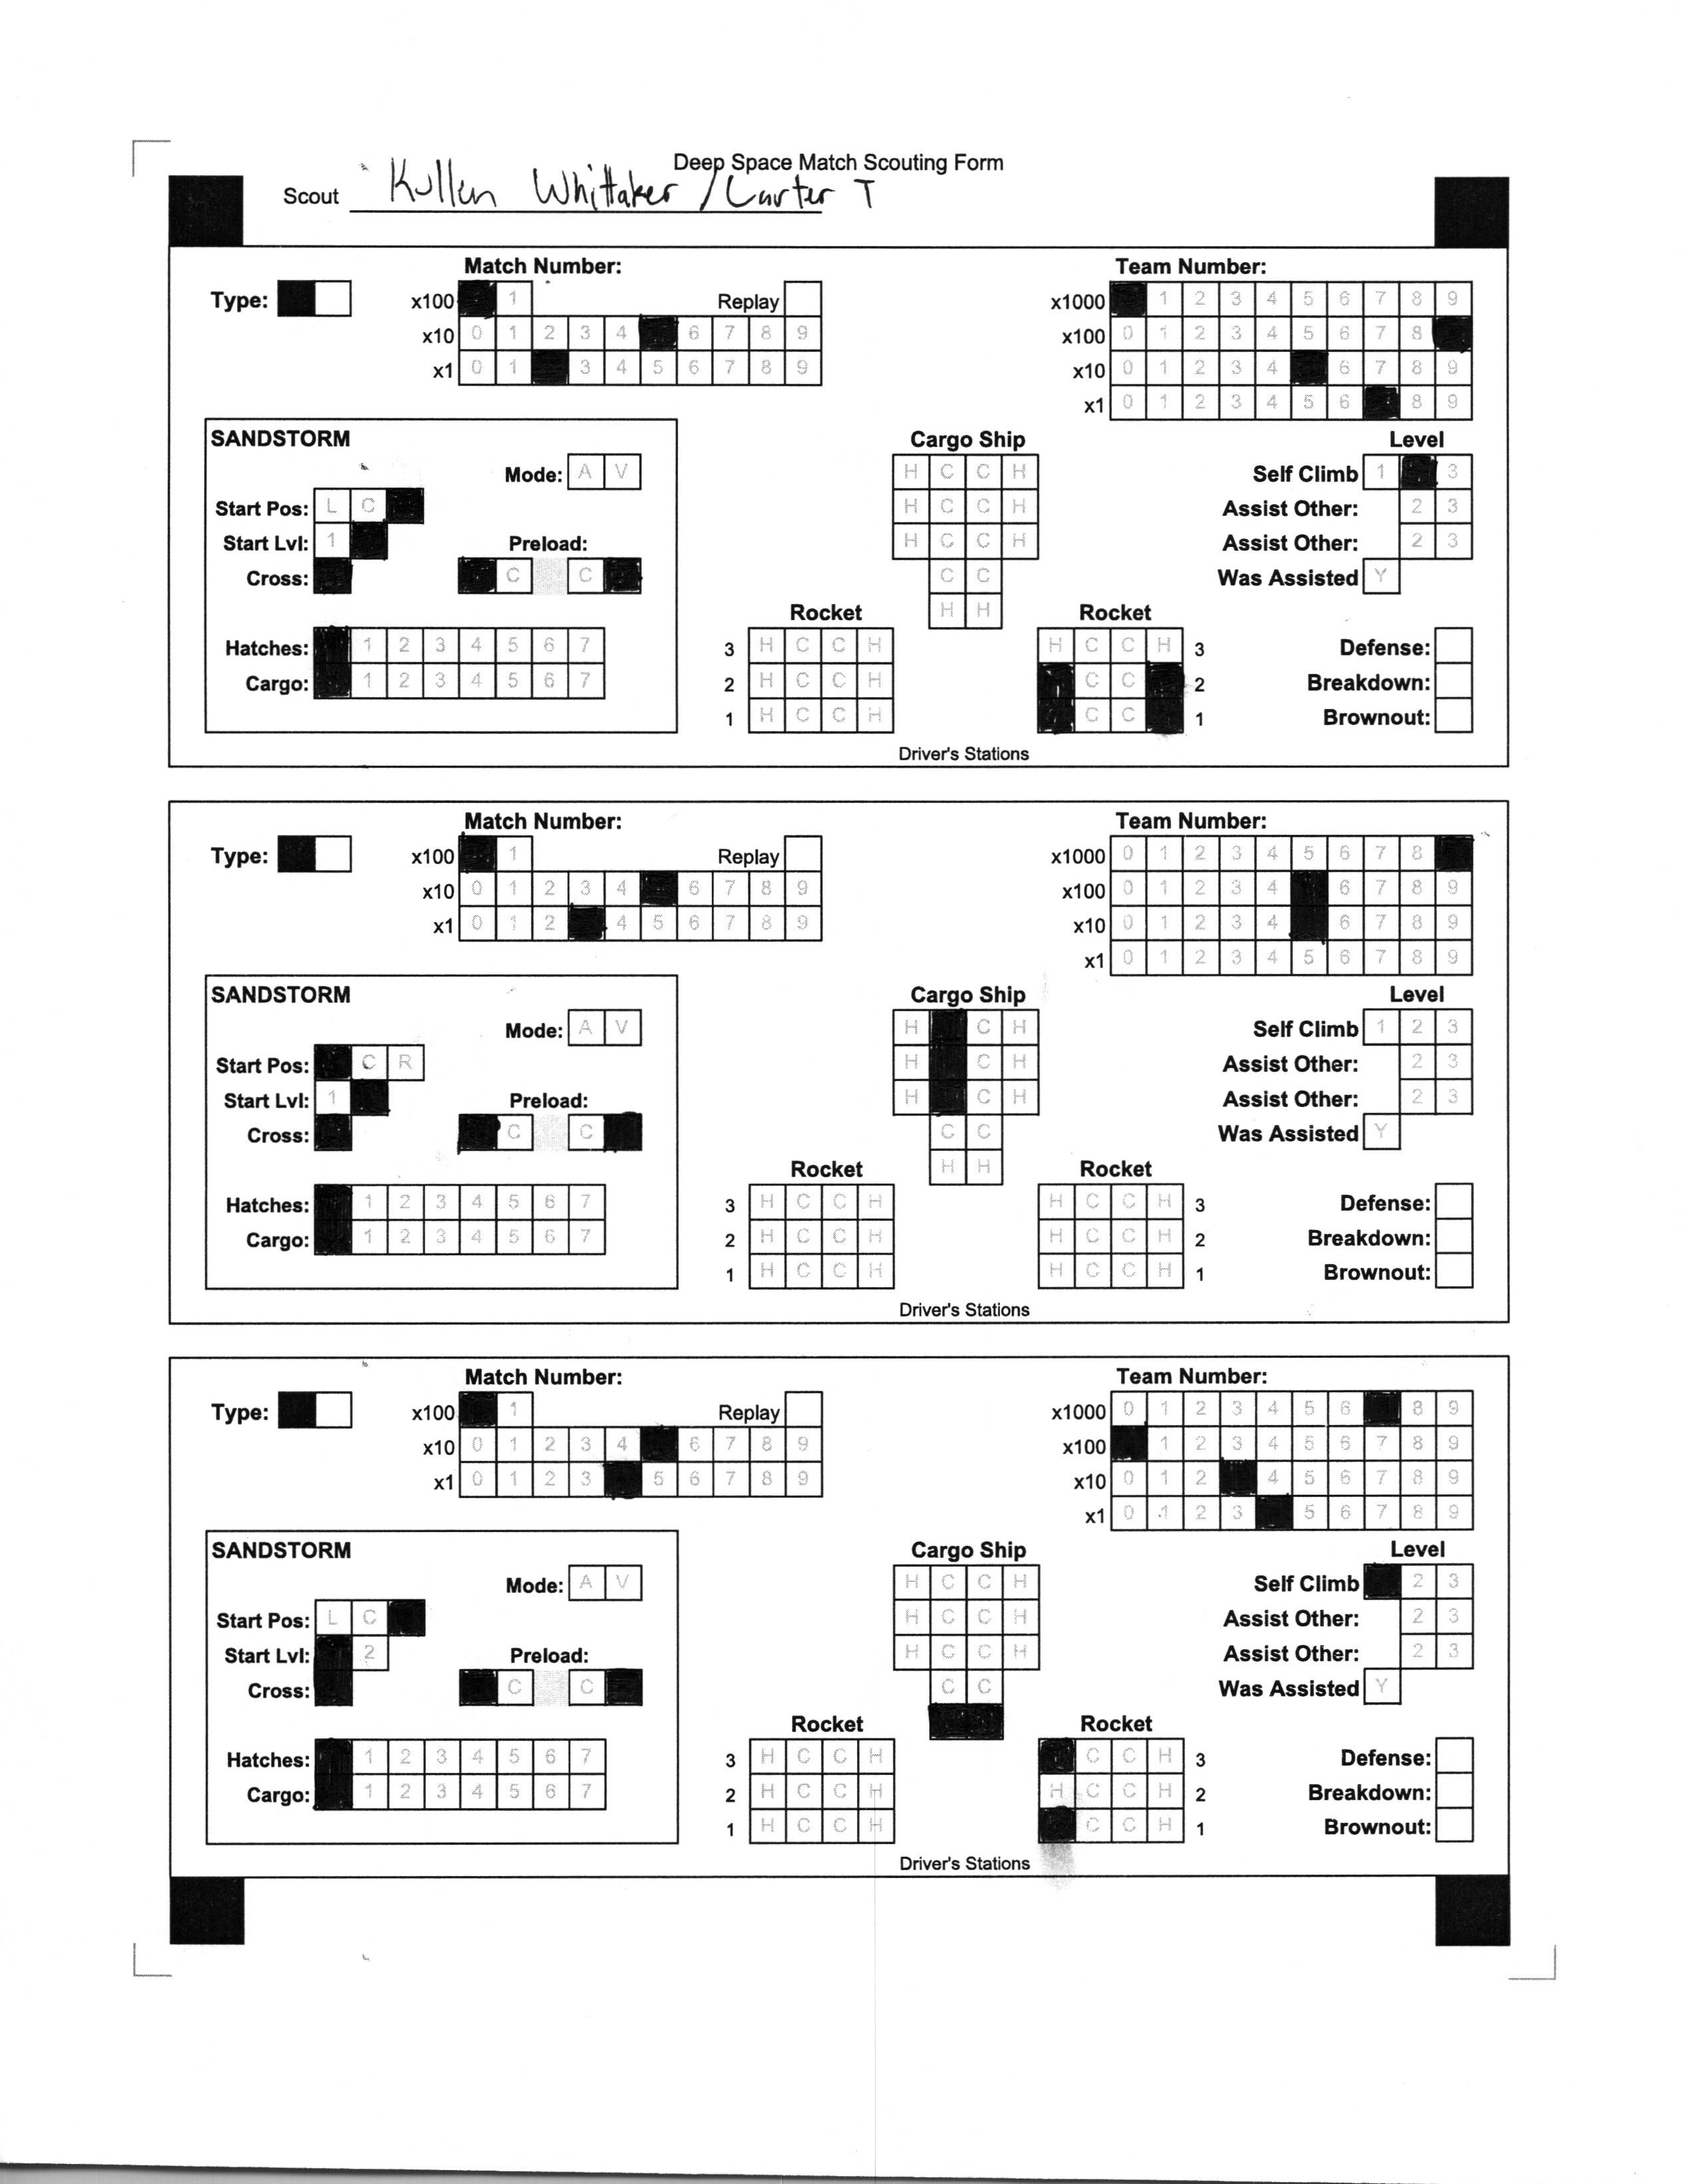 Deep Space Match Scouting Form
Scout Kullen Whittaker / Carter T
Match Number: Team Number:
Type: x100 1 Replay x1000 1 2 3 4 5 6 7 8 9
x10 0 1 2 3 4 6 7 8 9 x100 0 1 2 3 4 5 6 7 8
x1 0 1 3 4 5 6 7 8 9 x10 0 1 2 3 4 6 7 8 9
x1 0 1 2 3 4 5 6 8 9
SANDSTORM Cargo Ship Level
Mode: A V H C C H Self Climb 1 3
Start Pos: L C H C C H Assist Other: 2 3
Start Lvl: 1 Preload: H C C H Assist Other: 2 3
Cross: C C C C Was Assisted Y
Rocket H H Rocket
Hatches: 1 2 3 4 5 6 7 3 H C C H H C C H 3 Defense:
Cargo: 1 2 3 4 5 6 7 2 H C C H C C 2 Breakdown:
1 H C C H C C 1 Brownout:
Driver's Stations
Match Number: Team Number:
Type: x100 1 Replay x1000 0 1 2 3 4 5 6 7 8
x10 0 1 2 3 4 6 7 8 9 x100 0 1 2 3 4 6 7 8 9
x1 0 1 2 4 5 6 7 8 9 x10 0 1 2 3 4 6 7 8 9
x1 0 1 2 3 4 5 6 7 8 9
SANDSTORM Cargo Ship Level
Mode: A V H C H Self Climb 1 2 3
Start Pos: C R H C H Assist Other: 2 3
Start Lvl: 1 Preload: H C H Assist Other: 2 3
Cross: C C C C Was Assisted Y
Rocket H H Rocket
Hatches: 1 2 3 4 5 6 7 3 H C C H H C C H 3 Defense:
Cargo: 1 2 3 4 5 6 7 2 H C C H H C C H 2 Breakdown:
1 H C C H H C C H 1 Brownout:
Driver's Stations
Match Number: Team Number:
Type: x100 1 Replay x1000 0 1 2 3 4 5 6 8 9
x10 0 1 2 3 4 6 7 8 9 x100 1 2 3 4 5 6 7 8 9
x1 0 1 2 3 5 6 7 8 9 x10 0 1 2 4 5 6 7 8 9
x1 0 1 2 3 5 6 7 8 9
SANDSTORM Cargo Ship Level
Mode: A V H C C H Self Climb 2 3
Start Pos: L C H C C H Assist Other: 2 3
Start Lvl: 2 Preload: H C C H Assist Other: 2 3
Cross: C C C C Was Assisted Y
Rocket Rocket
Hatches: 1 2 3 4 5 6 7 3 H C C H C C H 3 Defense:
Cargo: 1 2 3 4 5 6 7 2 H C C H H C C H 2 Breakdown:
1 H C C H C C H 1 Brownout:
Driver's Stations